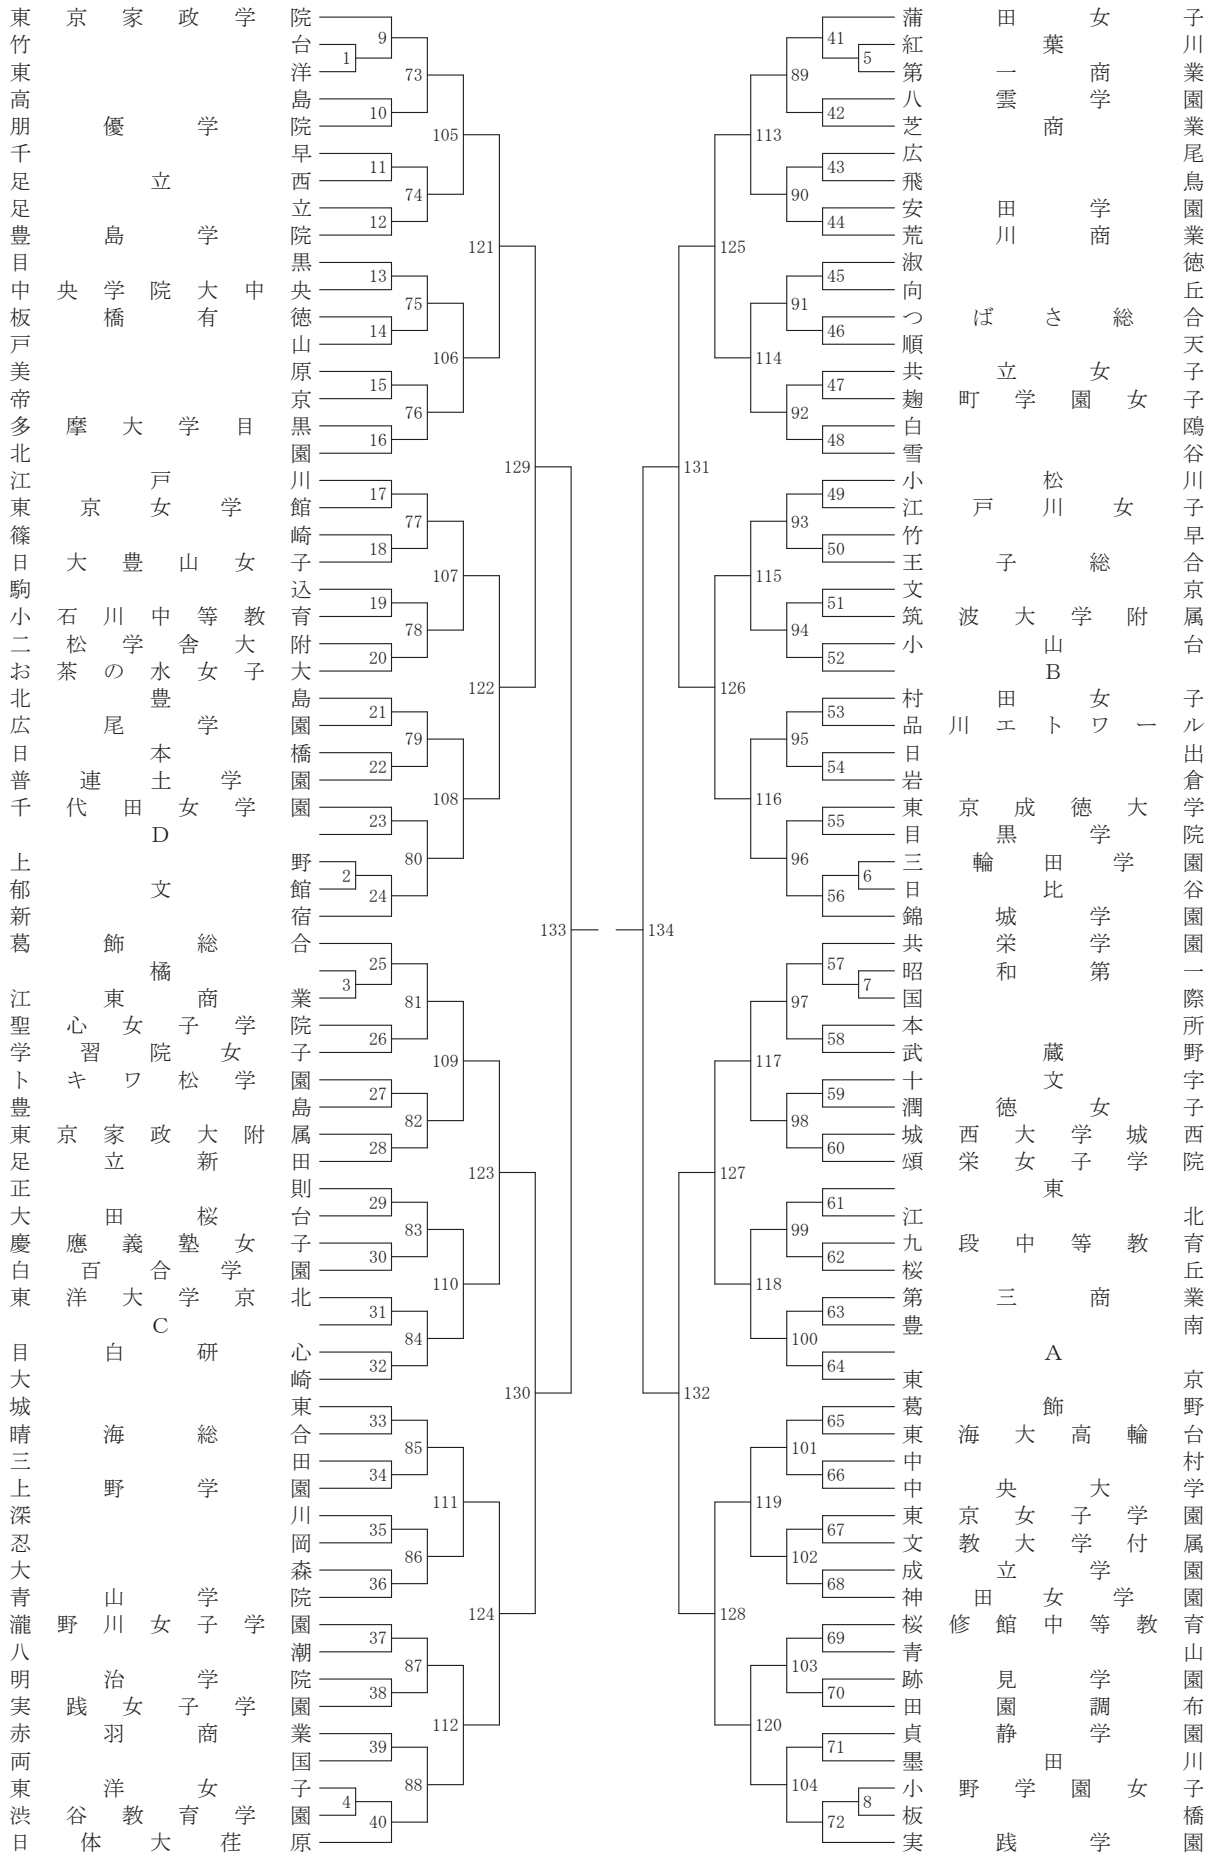 東京家政学院
竹台
東洋
高島
朋優学院
千早
足立西
足立
豊島学院
目黒
中央学院大中央
板橋有徳
戸山
美原
帝京
多摩大学目黒
北園
江戸川
東京女学館
篠崎
日大豊山女子
駒込
小石川中等教育
二松学舎大附
お茶の水女子大
北豊島
広尾学園
日本橋
普連土学園
千代田女学園
D
上野
郁文館
新宿
葛飾総合
橘
江東商業
聖心女子学院
学習院女子
トキワ松学園
豊島
東京家政大附属
足立新田
正則
大田桜台
慶應義塾女子
白百合学園
東洋大学京北
C
目白研心
大崎
城東
晴海総合
三田
上野学園
深川
忍岡
大森
青山学院
瀧野川女子学園
八潮
明治学院
実践女子学園
赤羽商業
両国
東洋女子
渋谷教育学園
日体大荏原
1
2
3
4
9
10
11
12
13
14
15
16
17
18
19
20
21
22
23
24
25
26
27
28
29
30
31
32
33
34
35
36
37
38
39
40
73
74
75
76
77
78
79
80
81
82
83
84
85
86
87
88
105
106
107
108
109
110
111
112
121
122
123
124
129
130
133
134
131
132
125
126
127
128
113
114
115
116
117
118
119
120
89
90
91
92
93
94
95
96
97
98
99
100
101
102
103
104
41
42
43
44
45
46
47
48
49
50
51
52
53
54
55
56
57
58
59
60
61
62
63
64
65
66
67
68
69
70
71
72
5
6
7
8
蒲田女子
紅葉川
第一商業
八雲学園
芝商業
広尾
飛鳥
安田学園
荒川商業
淑徳
向丘
つばさ総合
順天
共立女子
麹町学園女子
白鴎
雪谷
小松川
江戸川女子
竹早
王子総合
文京
筑波大学附属
小山台
B
村田女子
品川エトワール
日出
岩倉
東京成徳大学
目黒学院
三輪田学園
日比谷
錦城学園
共栄学園
昭和第一
国際
本所
武蔵野
十文字
潤徳女子
城西大学城西
頌栄女子学院
東
江北
九段中等教育
桜丘
第三商業
豊南
A
東京
葛飾野
東海大高輪台
中村
中央大学
東京女子学園
文教大学付属
成立学園
神田女学園
桜修館中等教育
青山
跡見学園
田園調布
貞静学園
墨田川
小野学園女子
板橋
実践学園